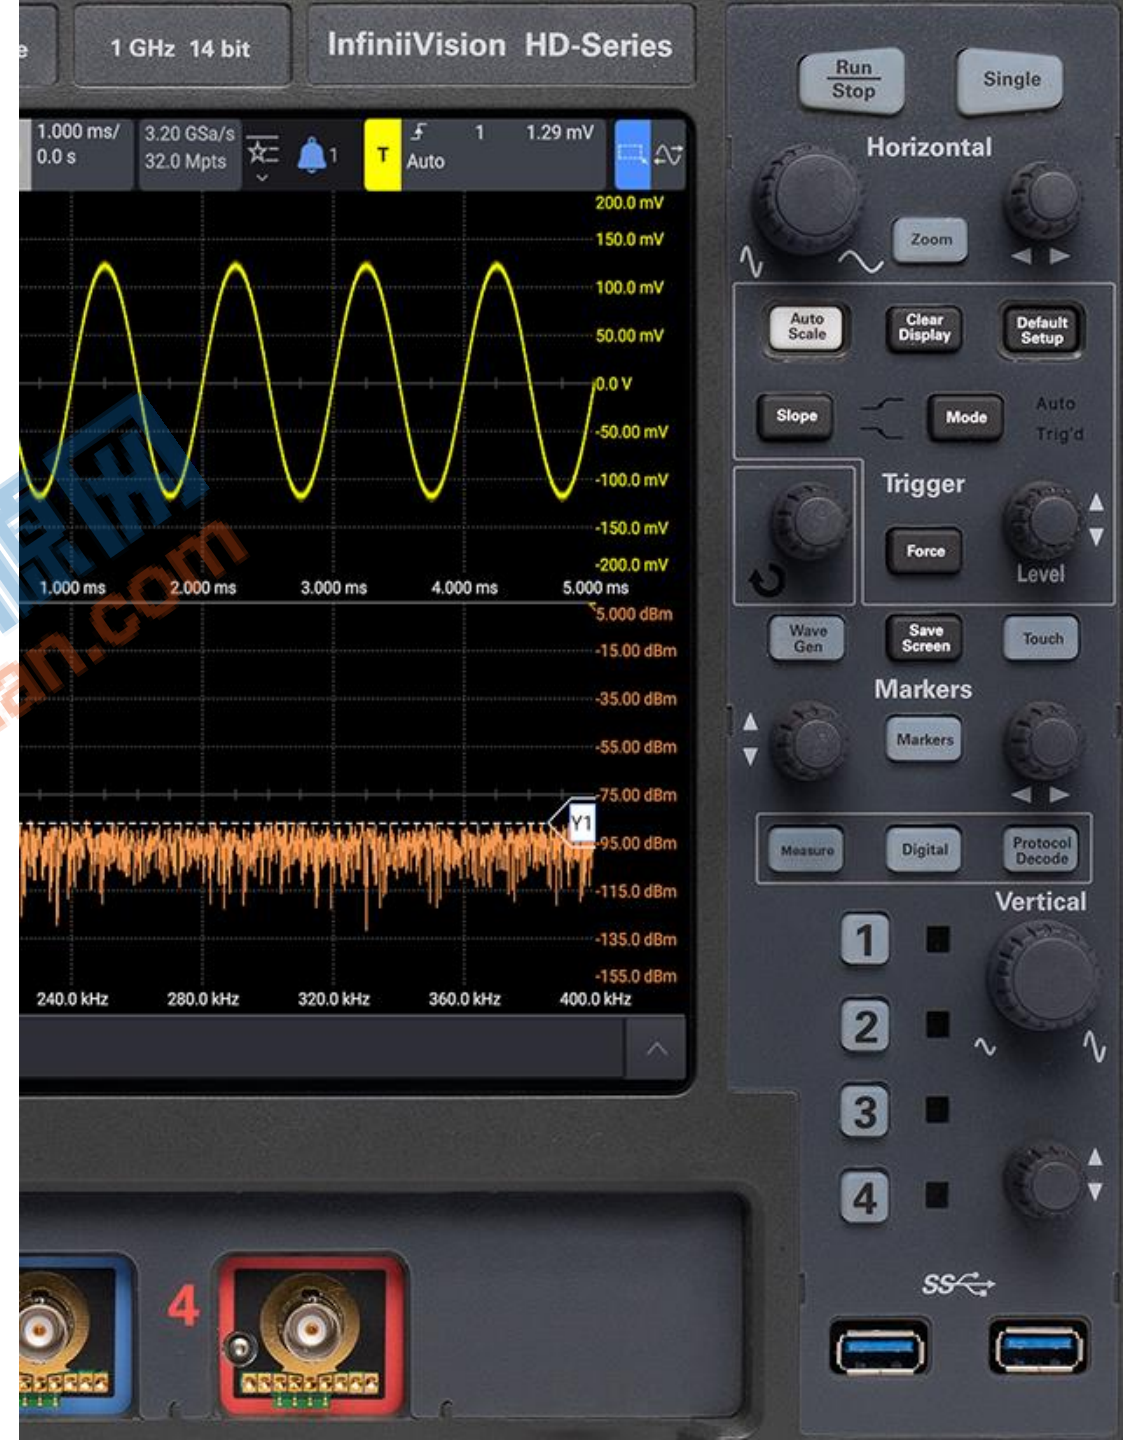 e
1 GHz 14 bit
InfiniiVision HD-Series
Run
Stop
Single
Horizontal
1.000 ms/
0.0 s
3.20 GSa/s
32.0 Mpts
1
T
1
1.29 mV
Auto
200.0 mV
150.0 mV
100.0 mV
50.00 mV
0.0 V
-50.00 mV
-100.0 mV
-150.0 mV
-200.0 mV
1.000 ms
2.000 ms
3.000 ms
4.000 ms
5.000 ms
5.000 dBm
-15.00 dBm
-35.00 dBm
-55.00 dBm
-75.00 dBm
Y1
-95.00 dBm
-115.0 dBm
-135.0 dBm
-155.0 dBm
240.0 kHz
280.0 kHz
320.0 kHz
360.0 kHz
400.0 kHz
Zoom
Auto
Scale
Clear
Display
Default
Setup
Slope
Mode
Auto
Trig'd
Trigger
Force
Level
Wave
Gen
Save
Screen
Touch
Markers
Markers
Measure
Digital
Protocol
Decode
Vertical
1
2
3
4
SS
4
源网
an.com